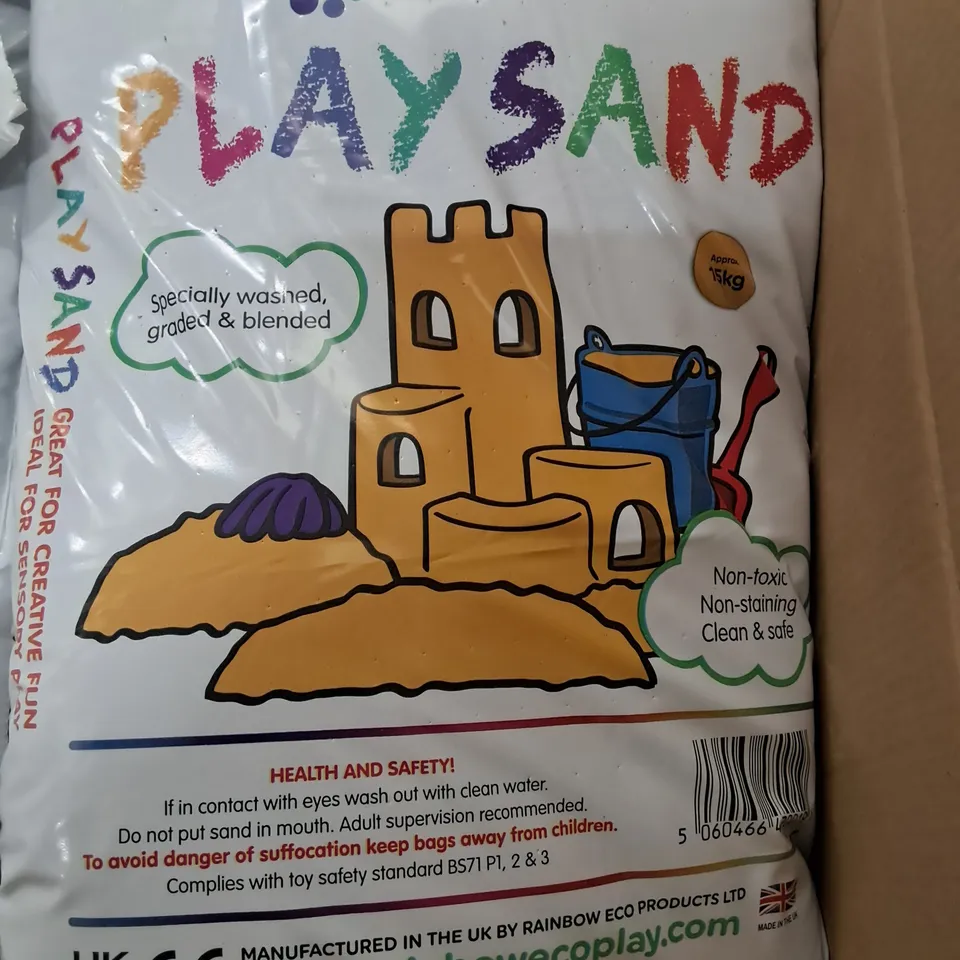 PLAY SAND
PLAY SAND
GREAT FOR CREATIVE FUN
IDEAL FOR SENSORY PLAY
Specially washed,
graded & blended
Approx.
15kg
Non-toxic
Non-staining
Clean & safe
HEALTH AND SAFETY!
If in contact with eyes wash out with clean water.
Do not put sand in mouth. Adult supervision recommended.
To avoid danger of suffocation keep bags away from children.
Complies with toy safety standard BS71 P1, 2 & 3
5 060466
MANUFACTURED IN THE UK BY RAINBOW ECO PRODUCTS LTD
MADE IN THE UK
bowecoplay.com